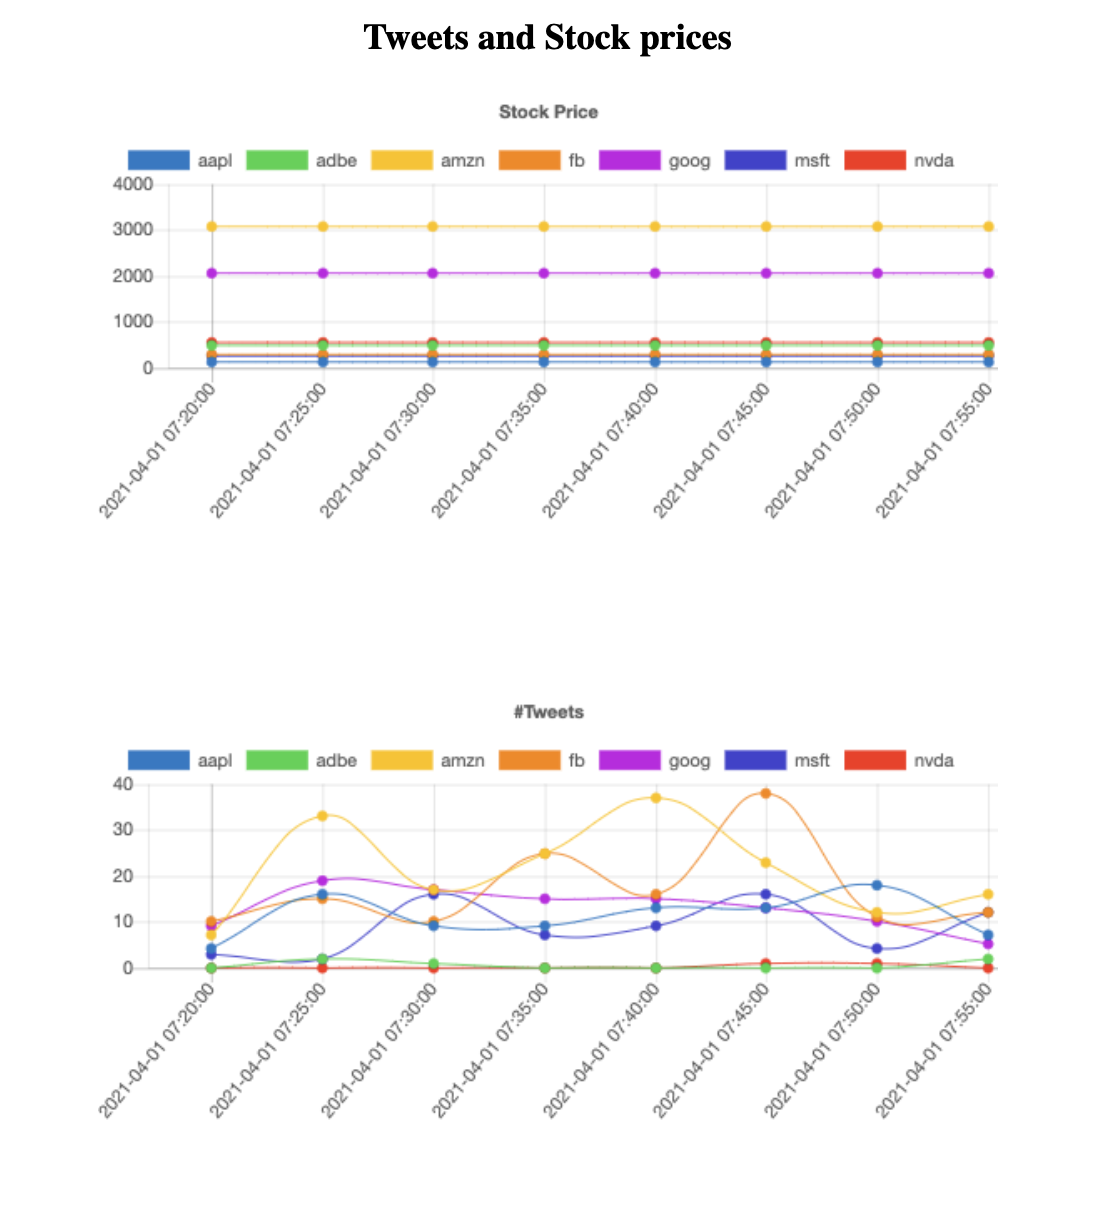 Tweets and Stock prices
Stock Price
aapl adbe amzn fb goog msft nvda
4000
3000
2000
1000
0
2021-04-01 07:20:00 2021-04-01 07:25:00 2021-04-01 07:30:00 2021-04-01 07:35:00 2021-04-01 07:40:00 2021-04-01 07:45:00 2021-04-01 07:50:00 2021-04-01 07:55:00
#Tweets
aapl adbe amzn fb goog msft nvda
40
30
20
10
0
2021-04-01 07:20:00 2021-04-01 07:25:00 2021-04-01 07:30:00 2021-04-01 07:35:00 2021-04-01 07:40:00 2021-04-01 07:45:00 2021-04-01 07:50:00 2021-04-01 07:55:00